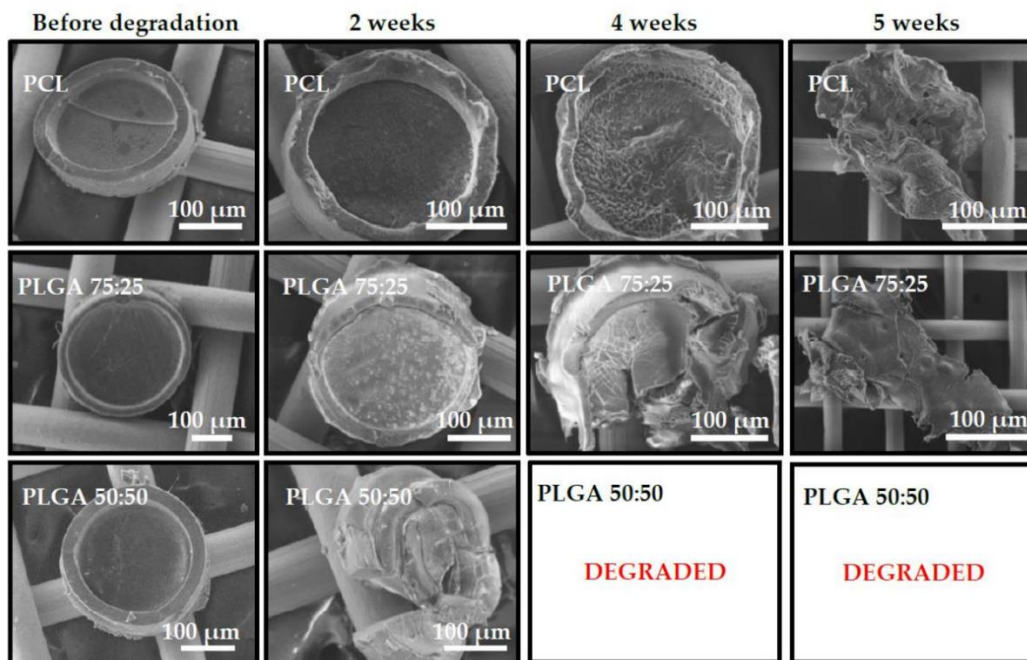 Before degradation 2 weeks 4 weeks 5 weeks
PCL PCL PCL PCL
100 μm 100 μm 100 μm 100 μm
PLGA 75:25 PLGA 75:25 PLGA 75:25 PLGA 75:25
100 μm 100 μm 100 μm 100 μm
PLGA 50:50 PLGA 50:50 PLGA 50:50 PLGA 50:50
DEGRADED DEGRADED
100 μm 100 μm